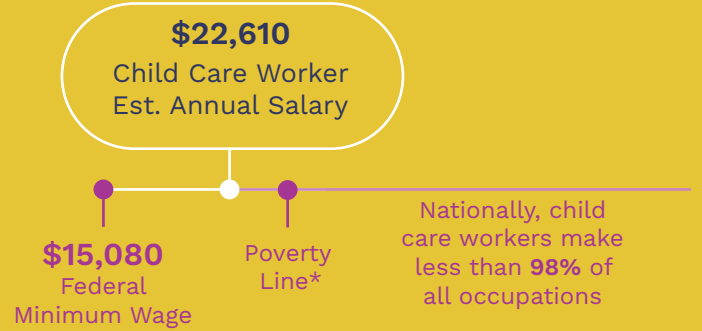 $22,610
Child Care Worker
Est. Annual Salary
$15,080
Federal
Minimum Wage
Poverty
Line*
Nationally, child
care workers make
less than 98% of
all occupations